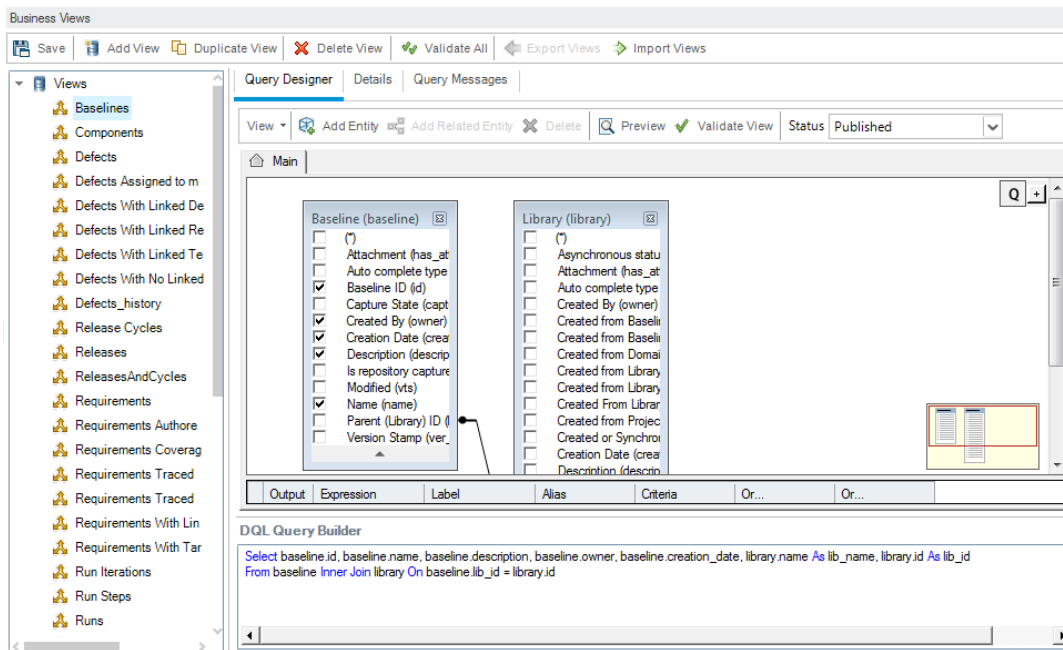 Business Views
Save Add View Duplicate View Delete View Validate All Export Views Import Views
Views
Baselines
Components
Defects
Defects Assigned to m
Defects With Linked De
Defects With Linked Re
Defects With Linked Te
Defects With No Linked
Defects_history
Release Cycles
Releases
ReleasesAndCycles
Requirements
Requirements Authore
Requirements Coverag
Requirements Traced
Requirements Traced
Requirements With Lin
Requirements With Tar
Run Iterations
Run Steps
Runs
Query Designer Details Query Messages
View Add Entity Add Related Entity Delete Preview Validate View Status Published
Main
Q +
Baseline (baseline)
(*)
Attachment (has_at
Auto complete type
Baseline ID (id)
Capture State (capt
Created By (owner)
Creation Date (crea
Description (descrip
Is repository capture
Modified (vts)
Name (name)
Parent (Library) ID (
Version Stamp (ver_
Library (library)
(*)
Asynchronous statu
Attachment (has_at
Auto complete type
Created By (owner)
Created from Baseli
Created from Baseli
Created from Domai
Created from Library
Created from Library
Created From Librar
Created from Projec
Created or Synchro
Creation Date (crea
Description (descrip
Output Expression Label Alias Criteria Or... Or...
DQL Query Builder
Select baseline.id, baseline.name, baseline.description, baseline.owner, baseline.creation_date, library.name As lib_name, library.id As lib_id
From baseline Inner Join library On baseline.lib_id = library.id